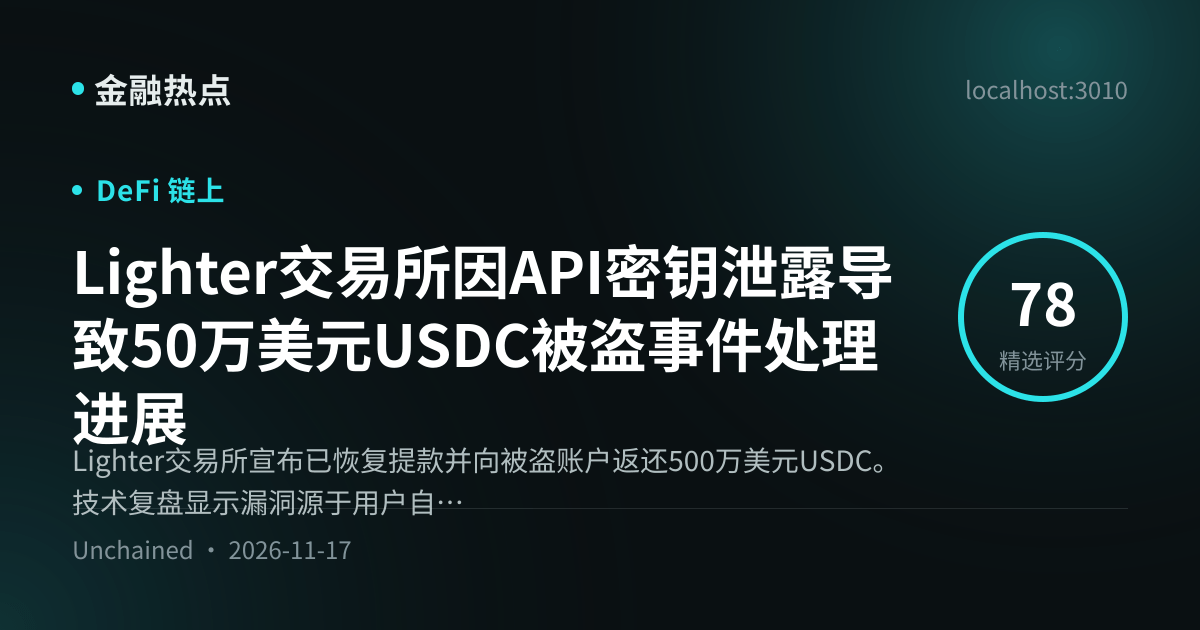 金融热点
localhost:3010
DeFi 链上
Lighter交易所因API密钥泄露导
致50万美元USDC被盗事件处理
进展
78
精选评分
Lighter交易所宣布已恢复提款并向被盗账户返还500万美元USDC。
技术复盘显示漏洞源于用户自…
Unchained · 2026-11-17